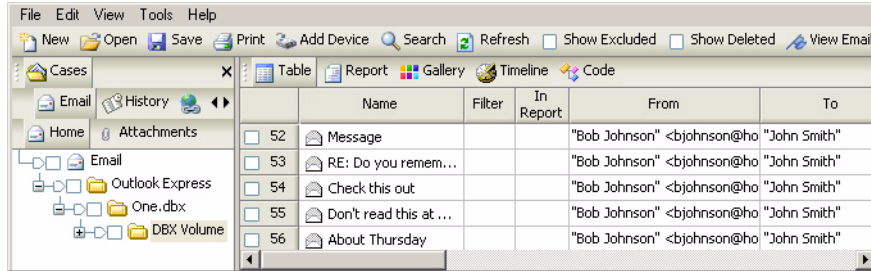 File Edit View Tools Help
New Open Save Print Add Device Search Refresh Show Excluded Show Deleted View Email
Cases
Email History
Home Attachments
Email
Outlook Express
One.dbx
DBX Volume
Table Report Gallery Timeline Code
Name Filter In Report From To
52 Message "Bob Johnson" <bjohnson@ho "John Smith"
53 RE: Do you remem... "Bob Johnson" <bjohnson@ho "John Smith"
54 Check this out "Bob Johnson" <bjohnson@ho "John Smith"
55 Don't read this at ... "Bob Johnson" <bjohnson@ho "John Smith"
56 About Thursday "Bob Johnson" <bjohnson@ho "John Smith"